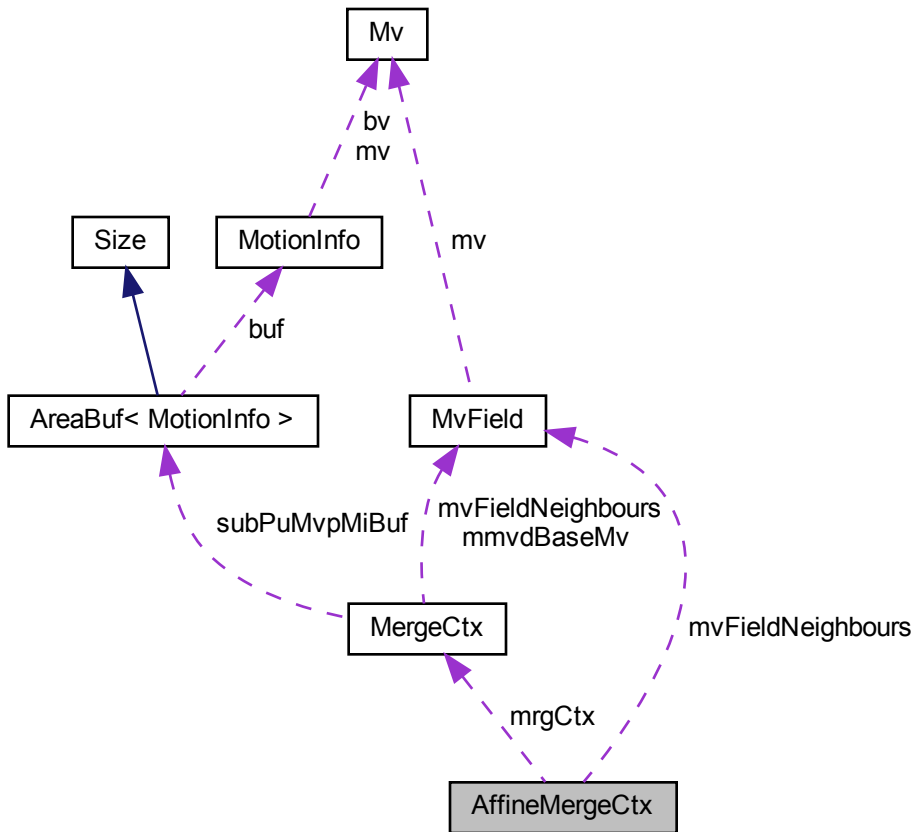 Mv
bv
mv
Size
MotionInfo
mv
buf
AreaBuf< MotionInfo >
MvField
subPuMvpMiBuf
mvFieldNeighbours
mmvdBaseMv
MergeCtx
mvFieldNeighbours
mrgCtx
AffineMergeCtx